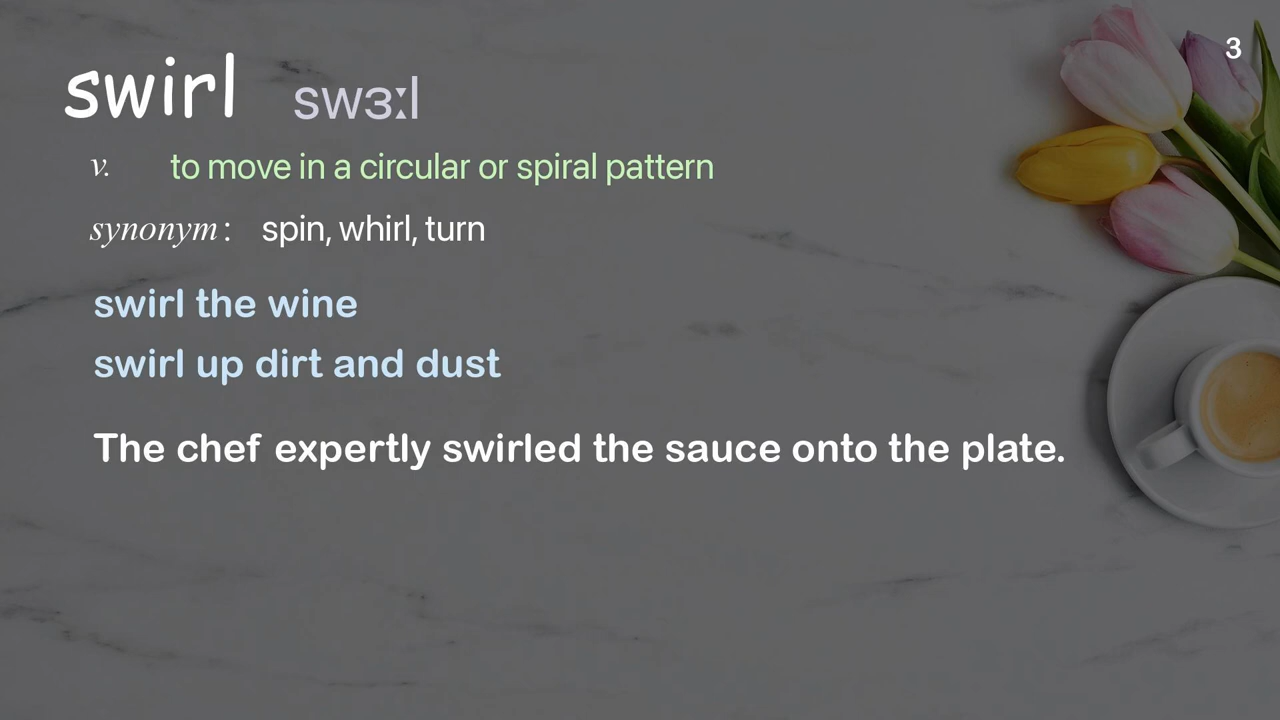 3
swirl swɜːl
v. to move in a circular or spiral pattern
synonym : spin, whirl, turn
swirl the wine
swirl up dirt and dust
The chef expertly swirled the sauce onto the plate.